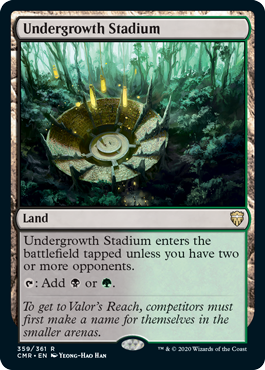 Undergrowth Stadium
Land
Undergrowth Stadium enters the
battlefield tapped unless you have two
or more opponents.
: Add or .
To get to Valor's Reach, competitors must
first make a name for themselves in the
smaller arenas.
359/361 R
CMR • EN Yeong-Hao Han
™ & © 2020 Wizards of the Coast